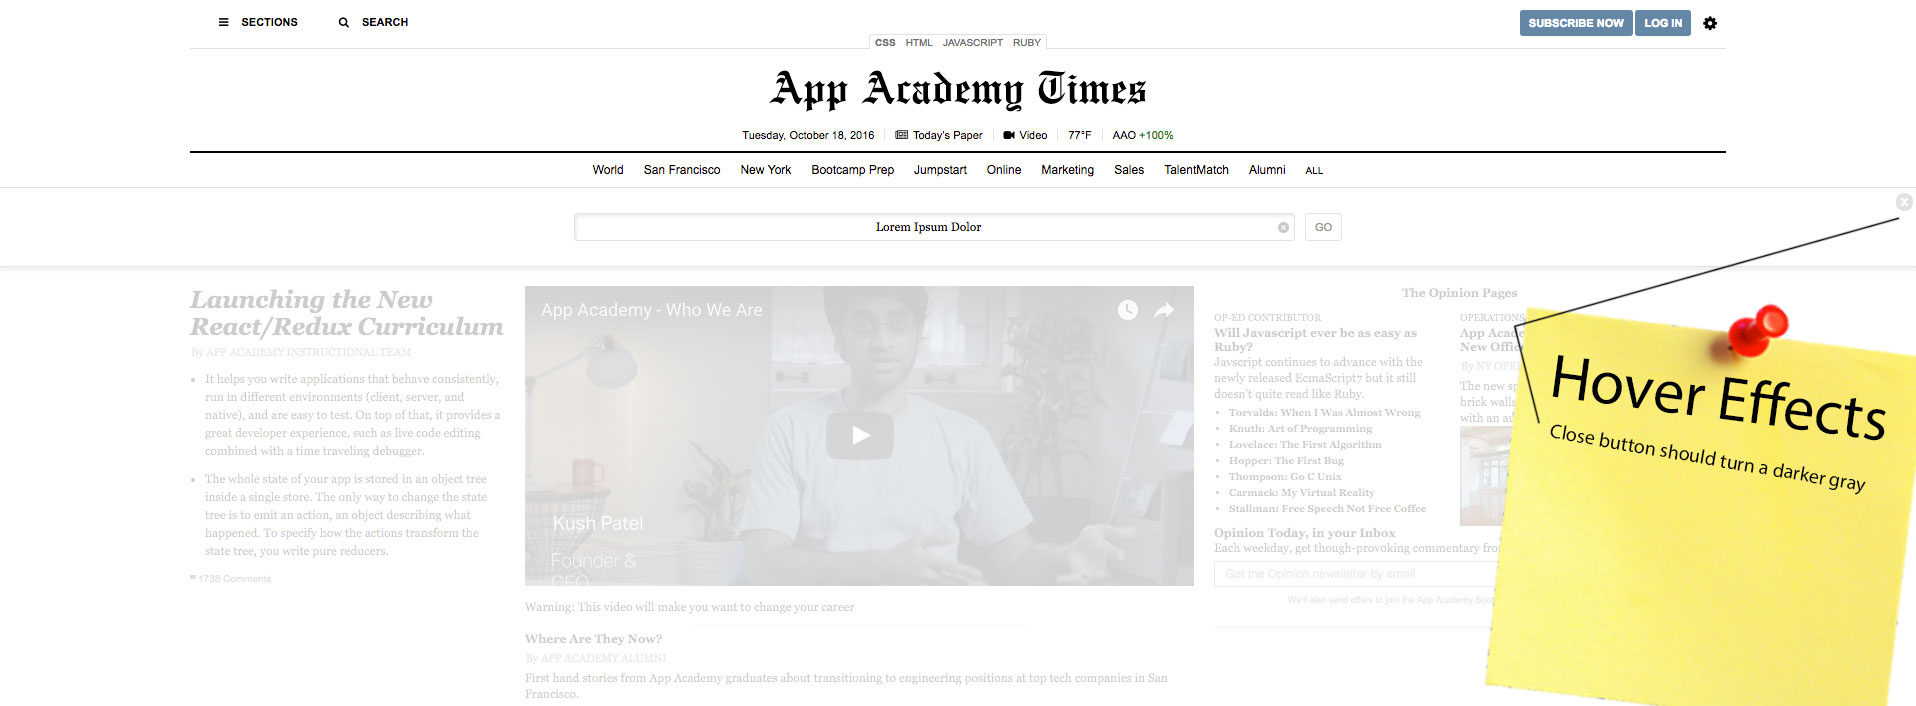 SECTIONS SEARCH SUBSCRIBE NOW LOG IN
CSS HTML JAVASCRIPT RUBY
App Academy Times
Tuesday, October 18, 2016 Today's Paper Video 77°F AAO +100%
World San Francisco New York Bootcamp Prep Jumpstart Online Marketing Sales TalentMatch Alumni ALL
X
Lorem Ipsum Dolor GO
Launching the New
React/Redux Curriculum
By APP ACADEMY INSTRUCTIONAL TEAM
• It helps you write applications that behave consistently,
run in different environments (client, server, and
native), and are easy to test. On top of that, it provides a
great developer experience, such as live code editing
combined with a time traveling debugger.
• The whole state of your app is stored in an object tree
inside a single store. The only way to change the state
tree is to emit an action, an object describing what
happened. To specify how the actions transform the
state tree, you write pure reducers.
1738 Comments
App Academy - Who We Are
Kush Patel
Founder &
CEO
Warning: This video will make you want to change your career
Where Are They Now?
By APP ACADEMY ALUMNI
First hand stories from App Academy graduates about transitioning to engineering positions at top tech companies in San
Francisco.
The Opinion Pages
OP-ED CONTRIBUTOR
Will Javascript ever be as easy as
Ruby?
Javscript continues to advance with the
newly released EcmaScript7 but it still
doesn't quite read like Ruby.
• Torvalds: When I Was Almost Wrong
• Knuth: Art of Programming
• Lovelace: The First Algorithm
• Hopper: The First Bug
• Thompson: Go C Unix
• Carmack: My Virtual Reality
• Stallman: Free Speech Not Free Coffee
OPERATIONS
App Acade
New Offic
By NY OPE
The new sp
brick walls
with an au
Opinion Today, in your Inbox
Each weekday, get though-provoking commentary fro
Get the Opinion newsletter by email
We'll also send offers to join the App Academy Boo
Hover Effects
Close button should turn a darker gray